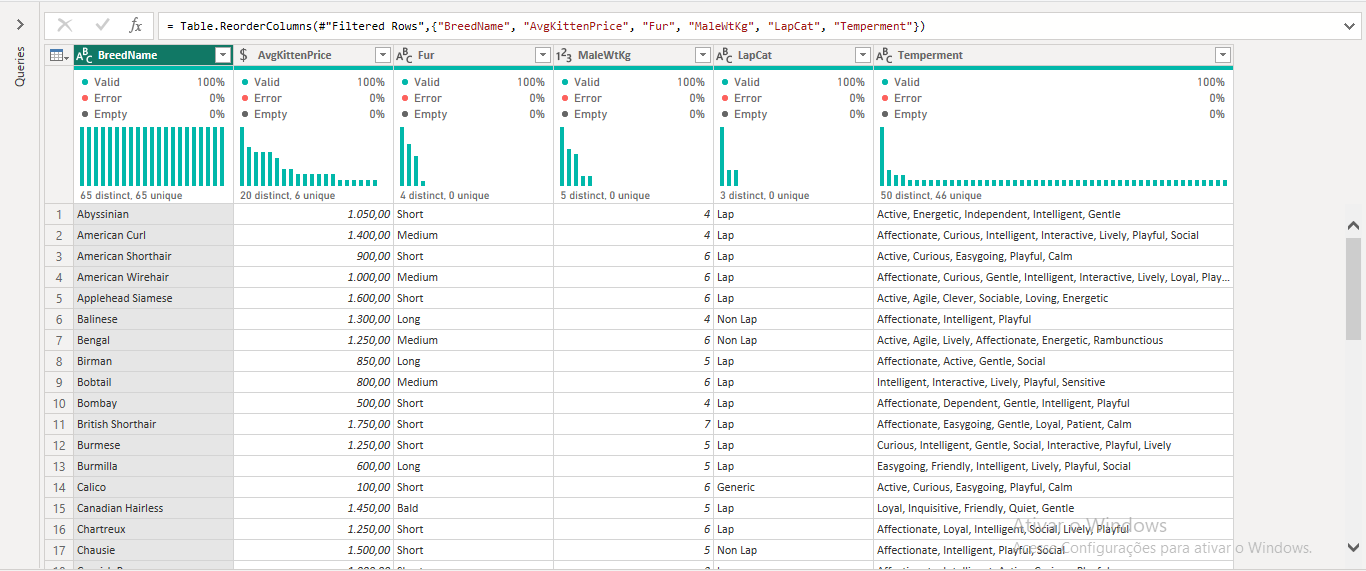 = Table.ReorderColumns(#"Filtered Rows",{"BreedName", "AvgKittenPrice", "Fur", "MaleWtKg", "LapCat", "Temperment"})
Queries
ABC BreedName $ AvgKittenPrice ABC Fur 123 MaleWtKg ABC LapCat ABC Temperment
Valid 100% Valid 100% Valid 100% Valid 100% Valid 100% Valid 100%
Error 0% Error 0% Error 0% Error 0% Error 0% Error 0%
Empty 0% Empty 0% Empty 0% Empty 0% Empty 0% Empty 0%
65 distinct, 65 unique 20 distinct, 6 unique 4 distinct, 0 unique 5 distinct, 0 unique 3 distinct, 0 unique 50 distinct, 46 unique
1 Abyssinian 1.050,00 Short 4 Lap Active, Energetic, Independent, Intelligent, Gentle
2 American Curl 1.400,00 Medium 4 Lap Affectionate, Curious, Intelligent, Interactive, Lively, Playful, Social
3 American Shorthair 900,00 Short 6 Lap Active, Curious, Easygoing, Playful, Calm
4 American Wirehair 1.000,00 Medium 6 Lap Affectionate, Curious, Gentle, Intelligent, Interactive, Lively, Loyal, Play...
5 Applehead Siamese 1.600,00 Short 6 Lap Active, Agile, Clever, Sociable, Loving, Energetic
6 Balinese 1.300,00 Long 4 Non Lap Affectionate, Intelligent, Playful
7 Bengal 1.250,00 Medium 6 Non Lap Active, Agile, Lively, Affectionate, Energetic, Rambunctious
8 Birman 850,00 Long 5 Lap Affectionate, Active, Gentle, Social
9 Bobtail 800,00 Medium 6 Lap Intelligent, Interactive, Lively, Playful, Sensitive
10 Bombay 500,00 Short 4 Lap Affectionate, Dependent, Gentle, Intelligent, Playful
11 British Shorthair 1.750,00 Short 7 Lap Affectionate, Easygoing, Gentle, Loyal, Patient, Calm
12 Burmese 1.250,00 Short 5 Lap Curious, Intelligent, Gentle, Social, Interactive, Playful, Lively
13 Burmilla 600,00 Long 5 Lap Easygoing, Friendly, Intelligent, Lively, Playful, Social
14 Calico 100,00 Short 6 Generic Active, Curious, Easygoing, Playful, Calm
15 Canadian Hairless 1.450,00 Bald 5 Lap Loyal, Inquisitive, Friendly, Quiet, Gentle
16 Chartreux 1.250,00 Short 6 Lap Affectionate, Loyal, Intelligent, Social, Lively, Playful
Ativar o Windows
17 Chausie 1.500,00 Short 5 Non Lap Affectionate, Intelligent, Playful, Social
Acesse Configurações para ativar o Windows.